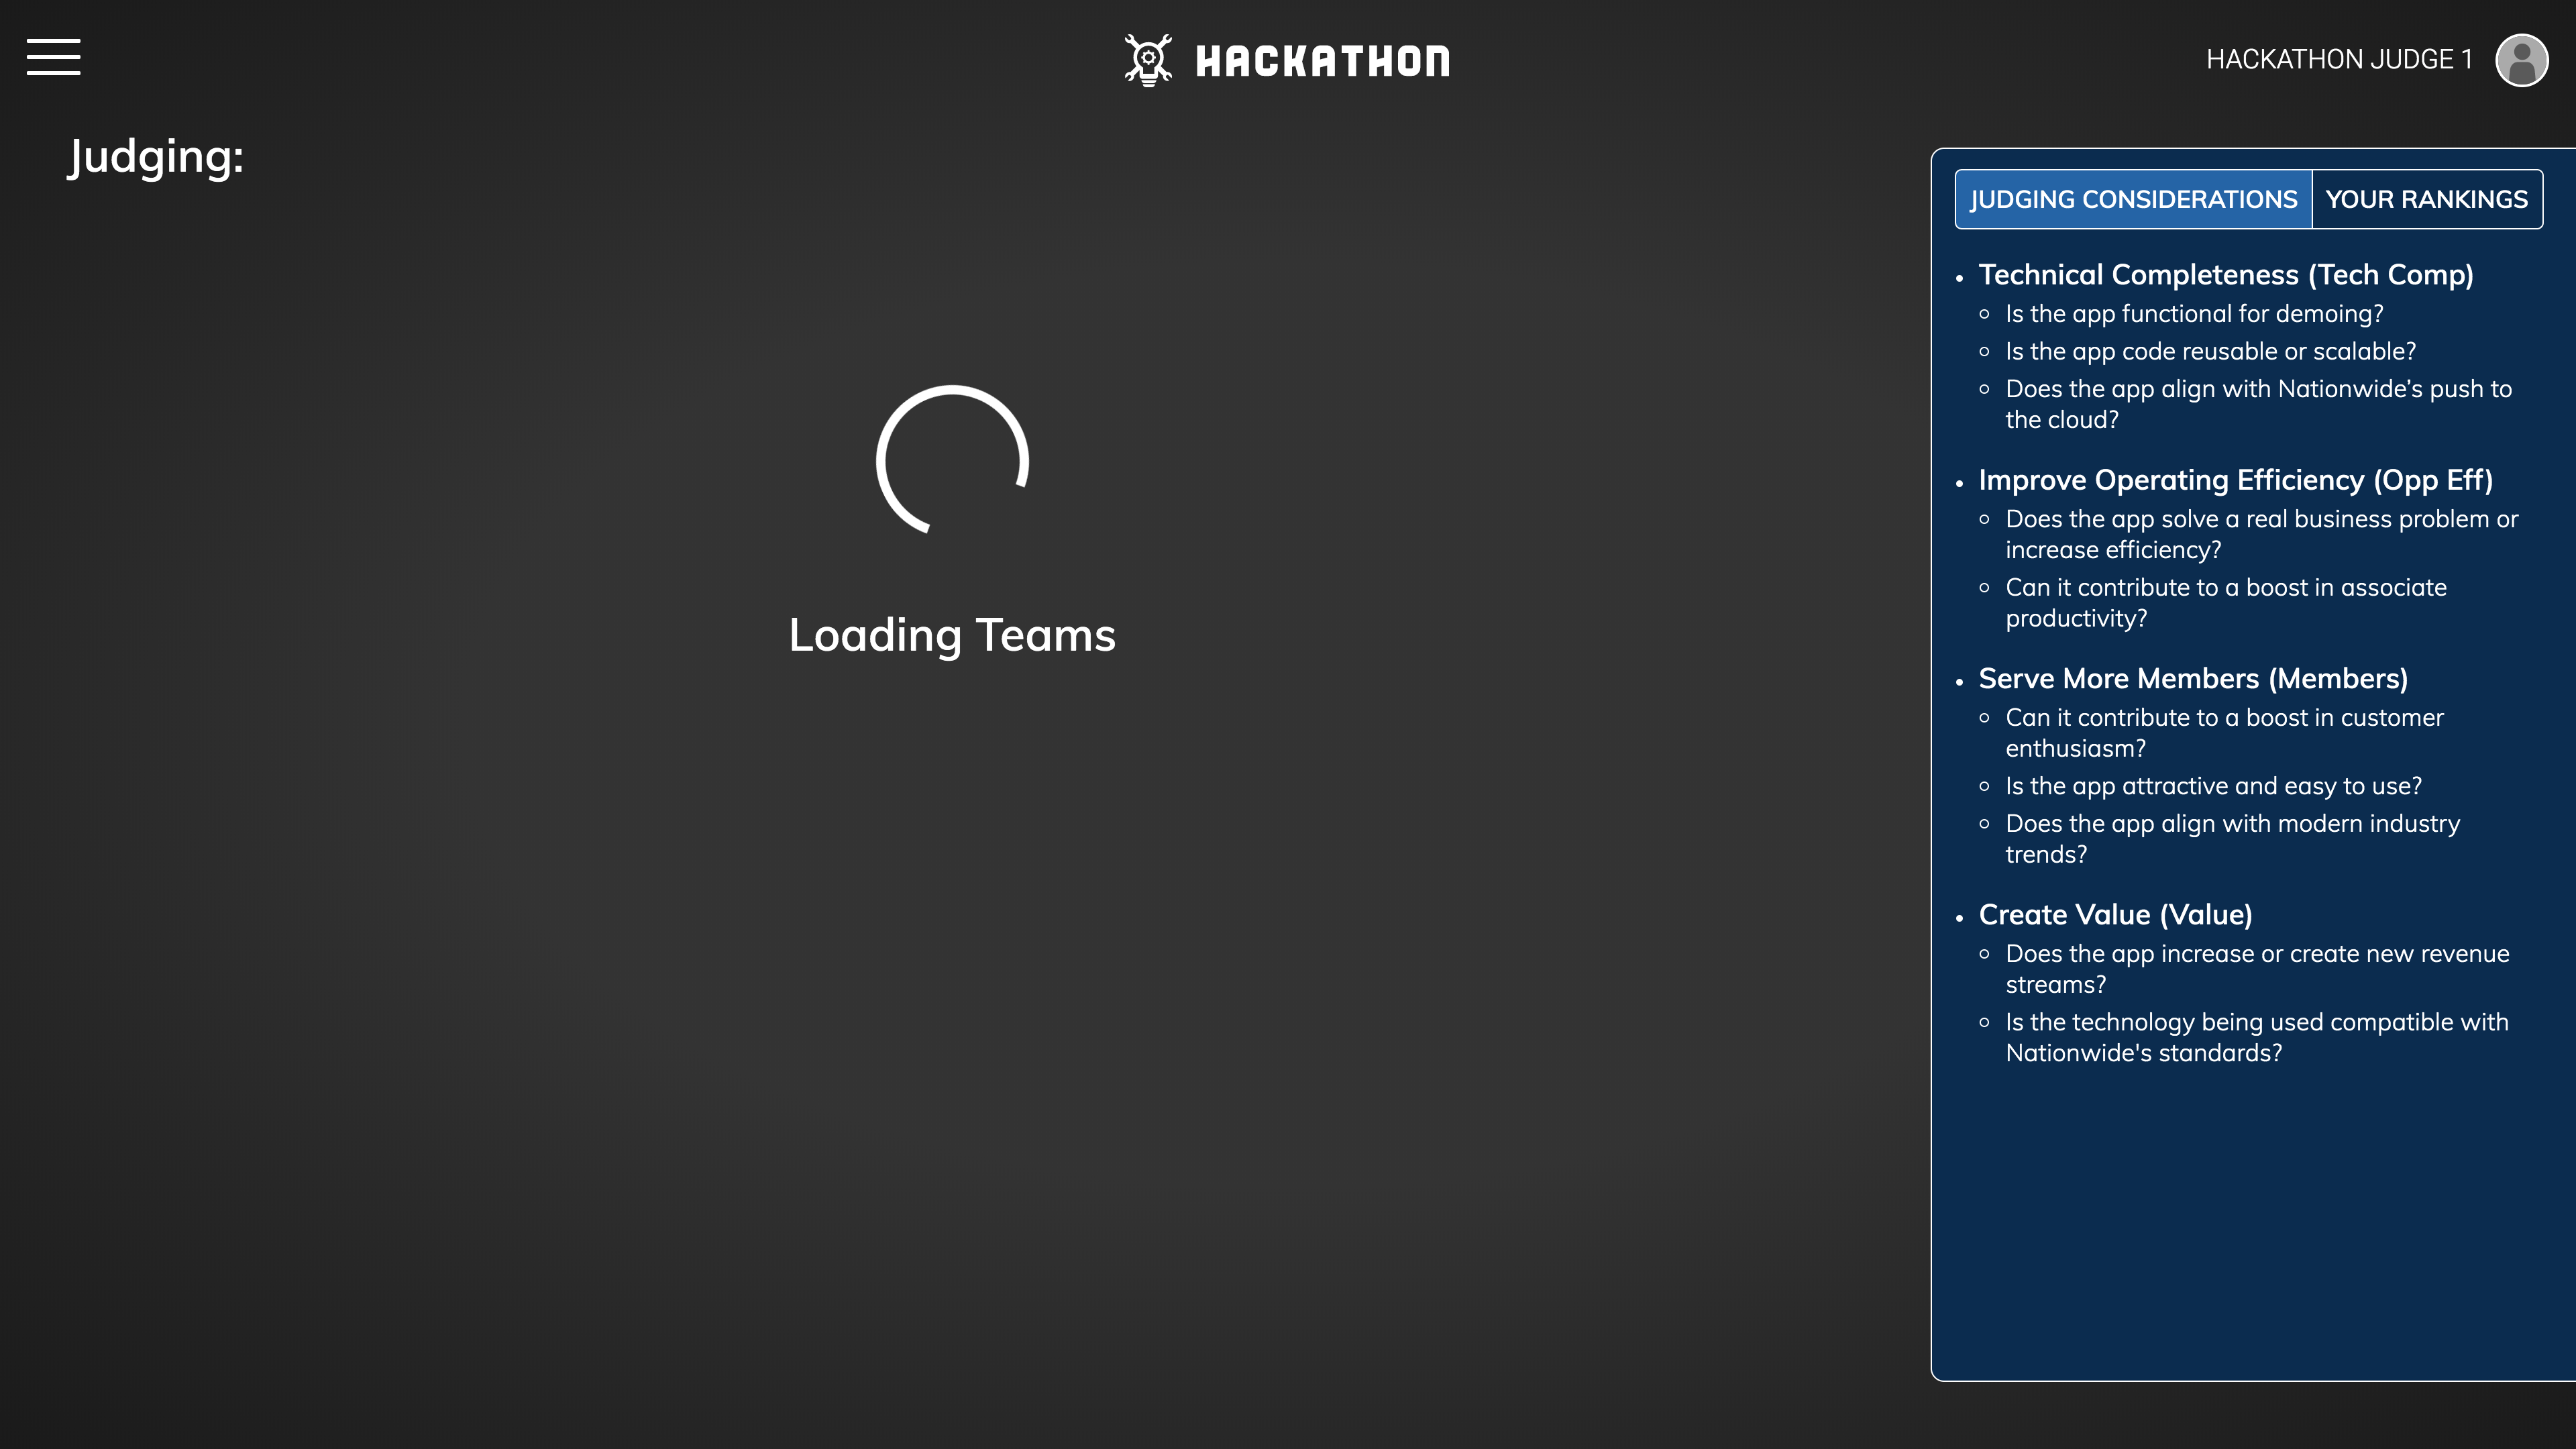 HACKATHON
HACKATHON JUDGE 1
Judging:
Loading Teams
JUDGING CONSIDERATIONS
YOUR RANKINGS
Technical Completeness (Tech Comp)
Is the app functional for demoing?
Is the app code reusable or scalable?
Does the app align with Nationwide’s push to
the cloud?
Improve Operating Efficiency (Opp Eff)
Does the app solve a real business problem or
increase efficiency?
Can it contribute to a boost in associate
productivity?
Serve More Members (Members)
Can it contribute to a boost in customer
enthusiasm?
Is the app attractive and easy to use?
Does the app align with modern industry
trends?
Create Value (Value)
Does the app increase or create new revenue
streams?
Is the technology being used compatible with
Nationwide's standards?